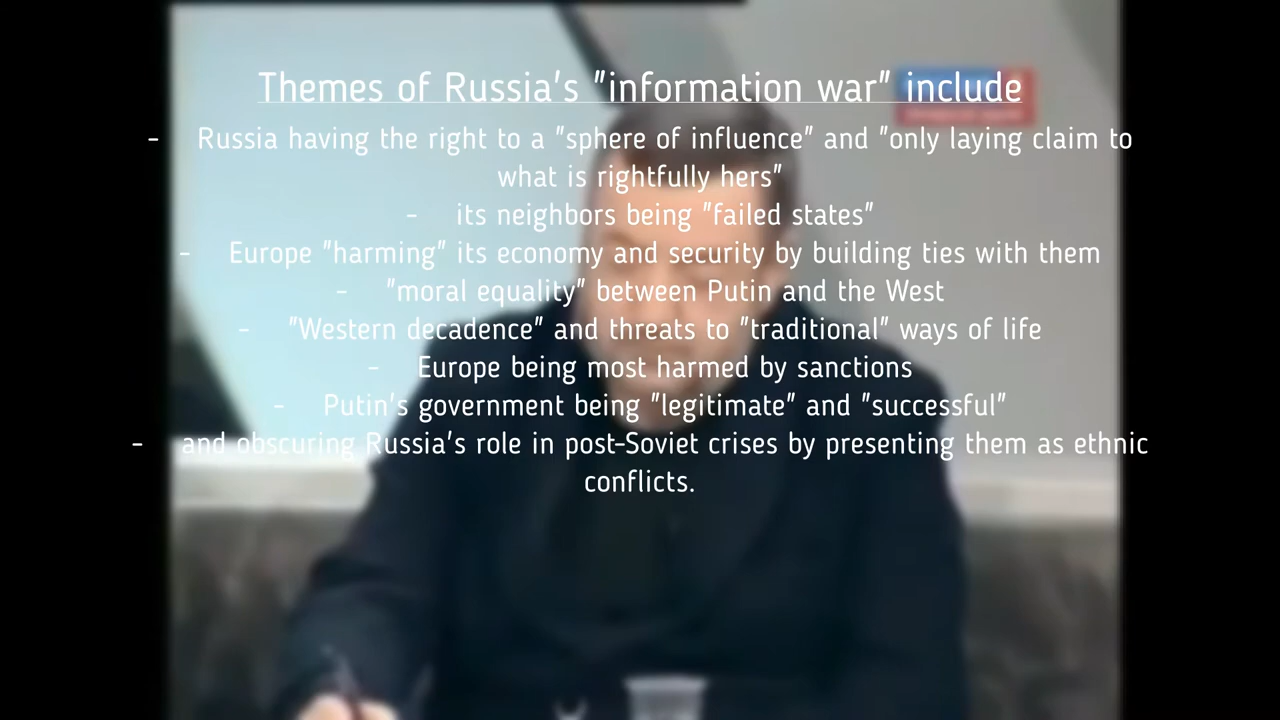 Themes of Russia's "information war" include
- Russia having the right to a "sphere of influence" and "only laying claim to
what is rightfully hers"
- its neighbors being "failed states"
- Europe "harming" its economy and security by building ties with them
- "moral equality" between Putin and the West
- "Western decadence" and threats to "traditional" ways of life
- Europe being most harmed by sanctions
- Putin's government being "legitimate" and "successful"
- and obscuring Russia's role in post-Soviet crises by presenting them as ethnic
conflicts.